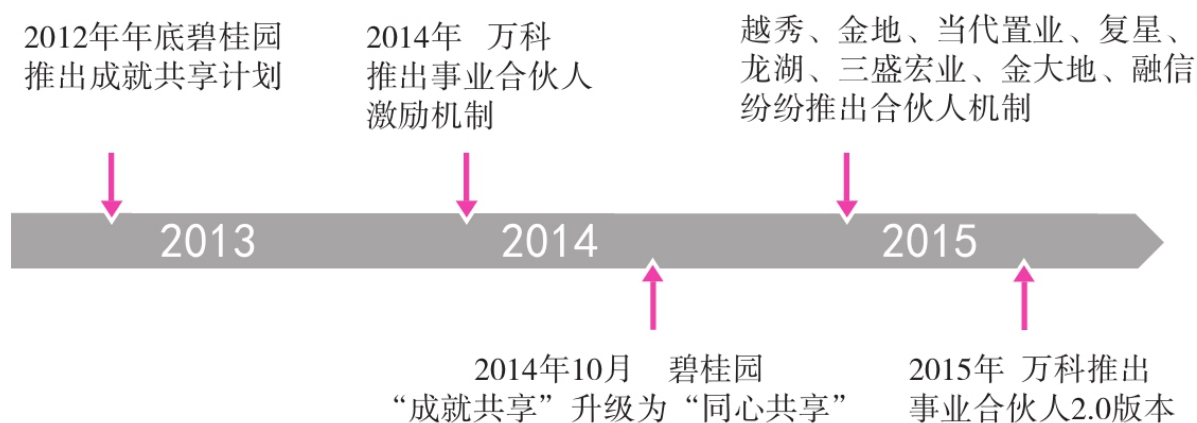 2012年年底碧桂园
推出成就共享计划
2014年 万科
推出事业合伙人
激励机制
越秀、金地、当代置业、复星、
龙湖、三盛宏业、金大地、融信
纷纷推出合伙人机制
2013
2014
2015
2014年10月 碧桂园
“成就共享”升级为“同心共享”
2015年 万科推出
事业合伙人2.0版本